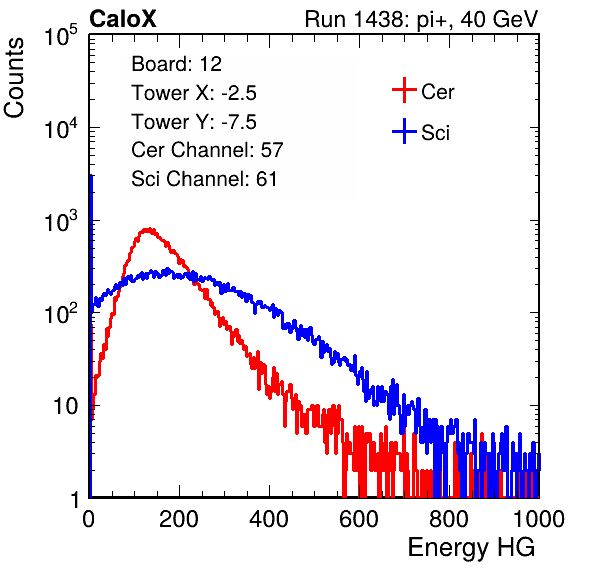 CaloX Run 1438: pi+, 40 GeV
Counts
Board: 12
Tower X: -2.5
Tower Y: -7.5
Cer Channel: 57
Sci Channel: 61
Cer
Sci
10^5
10^4
10^3
10^2
10
1
0 200 400 600 800 1000
Energy HG